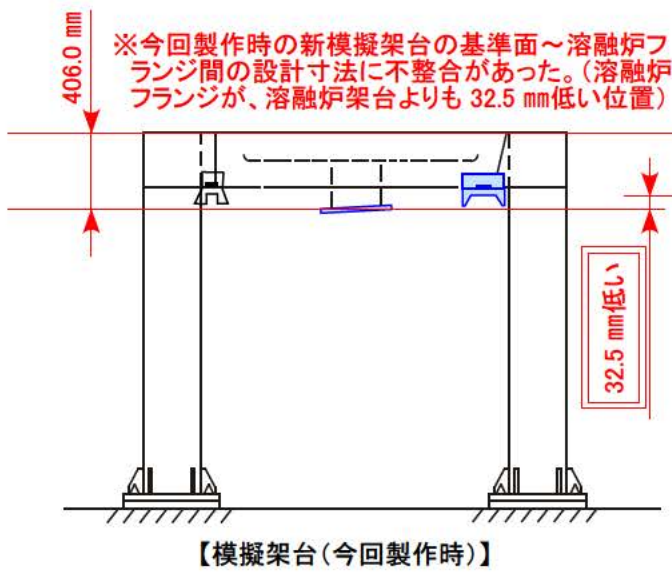 406.0 mm
※今回製作時の新模擬架台の基準面～溶融炉フ
ランジ間の設計寸法に不整合があった。(溶融炉
フランジが、溶融炉架台よりも 32.5 mm低い位置)
32.5 mm低い
【模擬架台(今回製作時)】